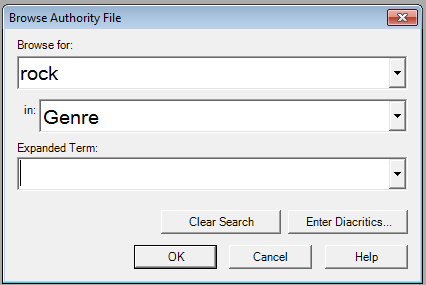 Browse Authority File
Browse for:
rock
in: Genre
Expanded Term:
Clear Search Enter Diacritics...
OK Cancel Help